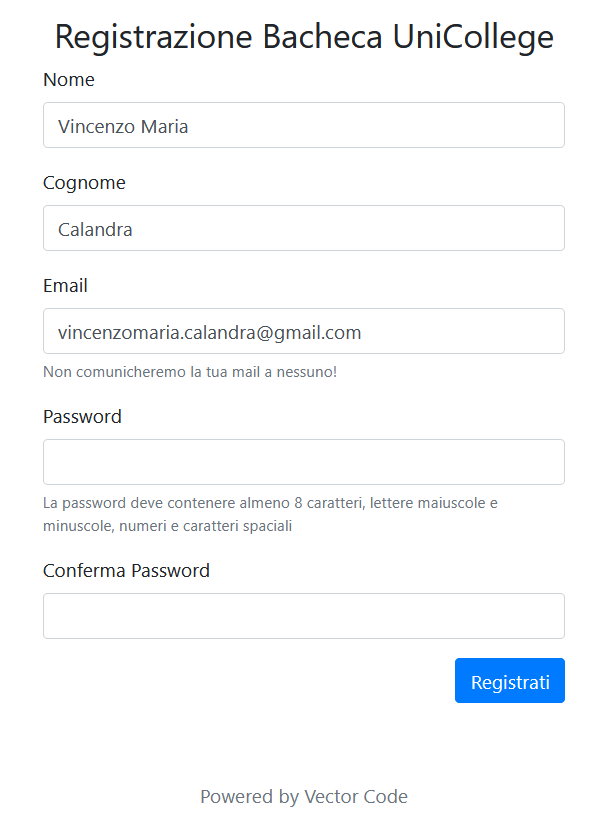 Registrazione Bacheca UniCollege
Nome
Vincenzo Maria
Cognome
Calandra
Email
vincenzomaria.calandra@gmail.com
Non comunicheremo la tua mail a nessuno!
Password
La password deve contenere almeno 8 caratteri, lettere maiuscole e
minuscole, numeri e caratteri spaciali
Conferma Password
Registrati
Powered by Vector Code